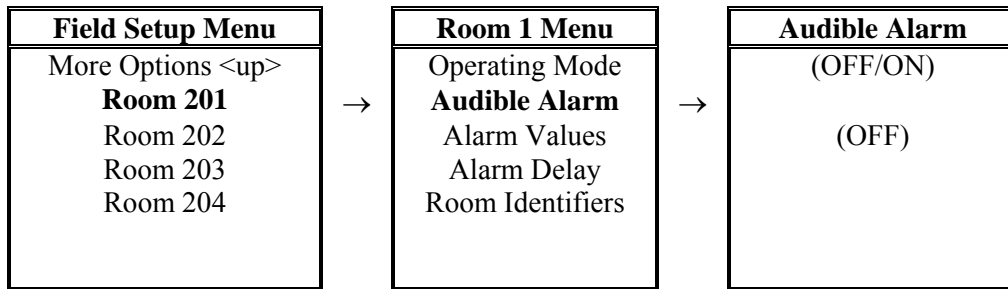 Field Setup Menu
More Options <up>
Room 201
Room 202
Room 203
Room 204
→
Room 1 Menu
Operating Mode
Audible Alarm
Alarm Values
Alarm Delay
Room Identifiers
→
Audible Alarm
(OFF/ON)
(OFF)